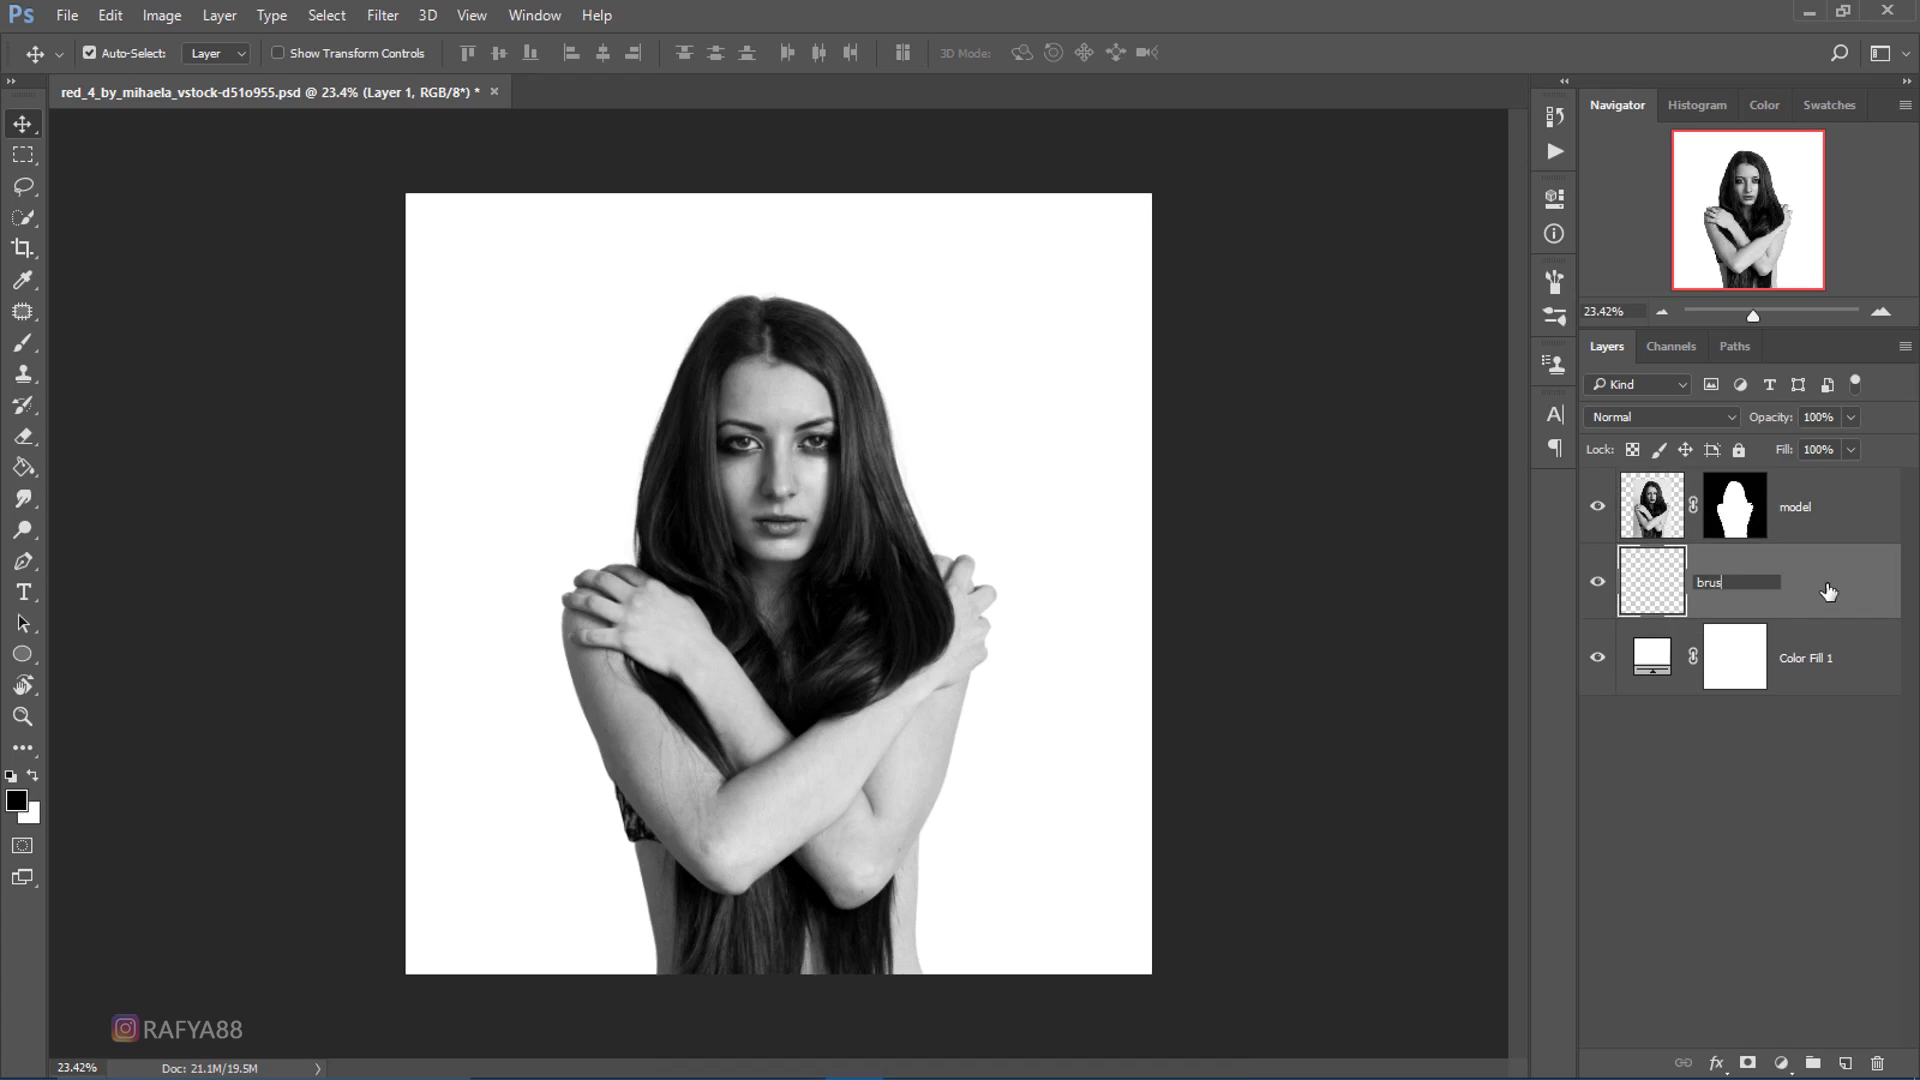 Ps File Edit Image Layer Type Select Filter 3D View Window Help
Auto-Select: Layer Show Transform Controls 3D Mode:
red_4_by_mihaela_vstock-d51o955.psd @ 23.4% (Layer 1, RGB/8*) *
Navigator Histogram Color Swatches
23.42%
Layers Channels Paths
Kind
Normal Opacity: 100%
Lock: Fill: 100%
model
brus
Color Fill 1
RAFYA88
23.42% Doc: 21.1M/19.5M